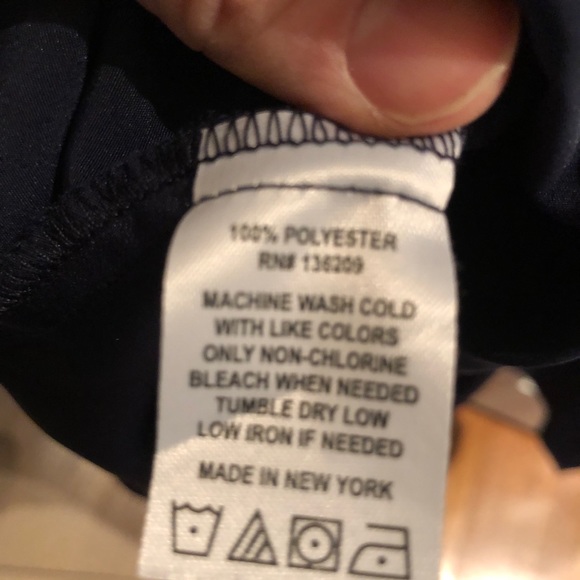 100% POLYESTER
RN# 136209
MACHINE WASH COLD
WITH LIKE COLORS
ONLY NON-CHLORINE
BLEACH WHEN NEEDED
TUMBLE DRY LOW
LOW IRON IF NEEDED
MADE IN NEW YORK